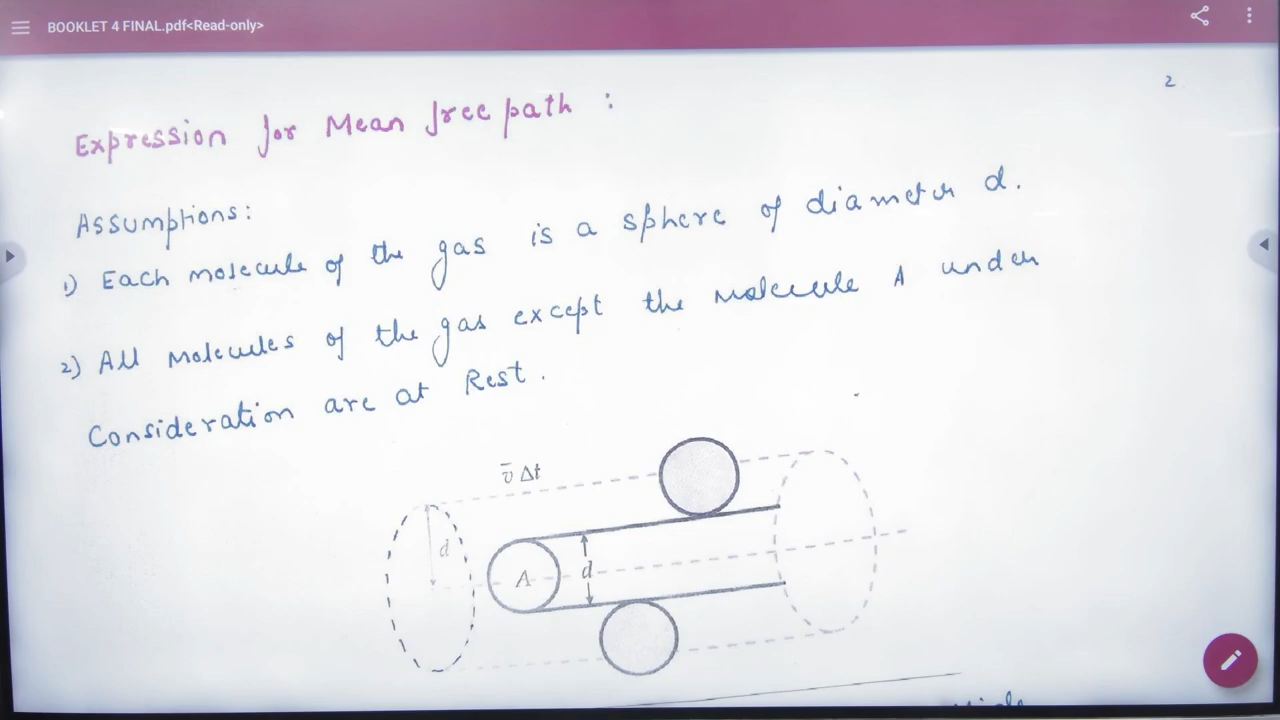 BOOKLET 4 FINAL.pdf<Read-only>
2
Expression for Mean free path :
Assumptions:
1) Each molecule of the gas is a sphere of diameter d.
2) All Molecules of the gas except the Molecule A under
Consideration are at Rest.
v̄ Δt
d
A
d